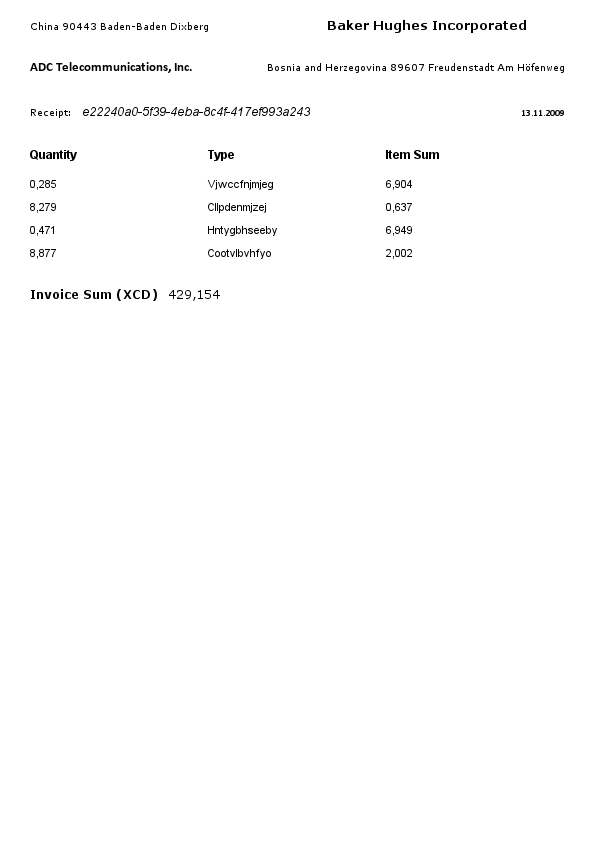 China 90443 Baden-Baden Dixberg Baker Hughes Incorporated
ADC Telecommunications, Inc. Bosnia and Herzegovina 89607 Freudenstadt Am Höfenweg
Receipt: e22240a0-5f39-4eba-8c4f-417ef993a243 13.11.2009
Quantity Type Item Sum
0,285 Vjwccfnjmjeg 6,904
8,279 Cllpdenmjzej 0,637
0,471 Hntygbhseeby 6,949
8,877 Cootvlbvhfyo 2,002
Invoice Sum (XCD) 429,154